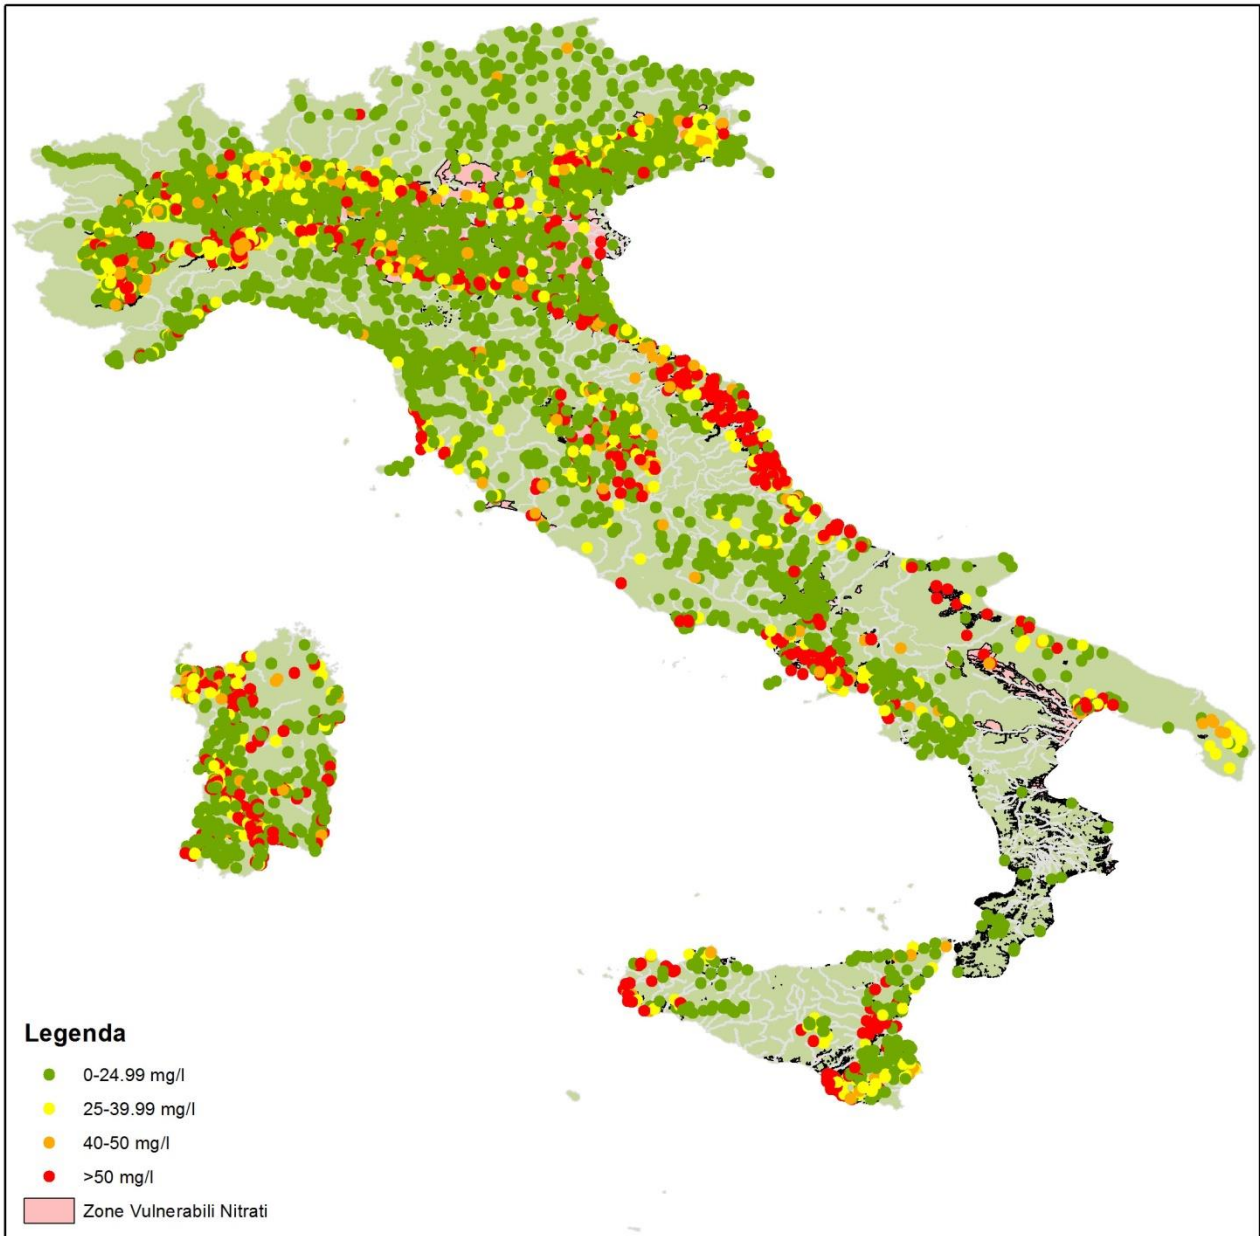 Legenda
0-24.99 mg/l
25-39.99 mg/l
40-50 mg/l
>50 mg/l
Zone Vulnerabili Nitrati